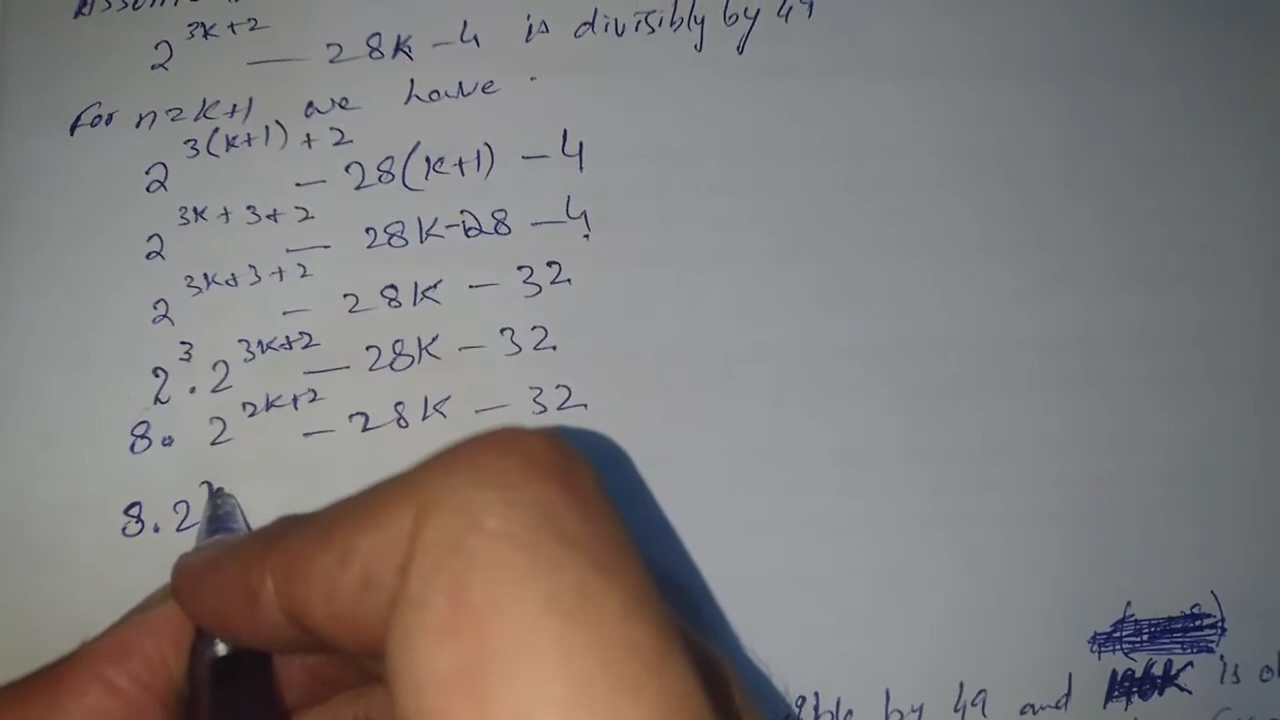 2^{3k+2} — 28k - 4 is divisibly by 49
for n=k+1 we have
2^{3(k+1)+2} - 28(k+1) - 4
2^{3k+3+2} — 28k-28 - 4
2^{3k+3+2} - 28k - 32
2^3 . 2^{3k+2} — 28k - 32
8. 2^{2k+2} - 28k - 32
8.2
by 49 and
is